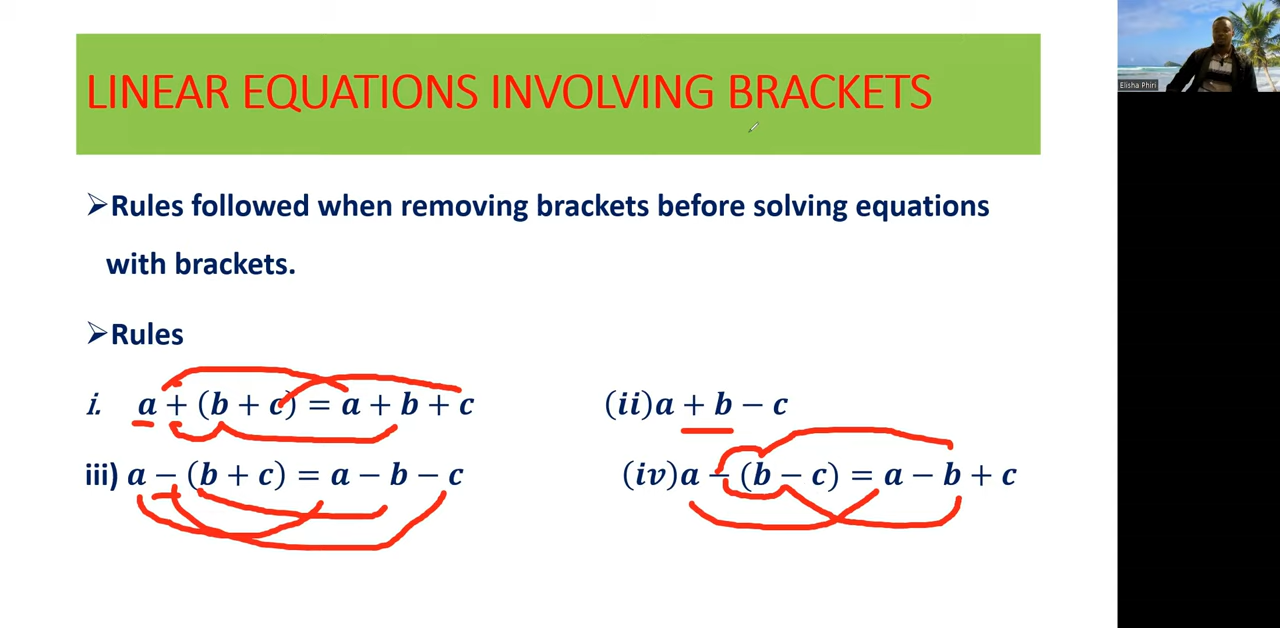 LINEAR EQUATIONS INVOLVING BRACKETS
Elisha Phiri
➢Rules followed when removing brackets before solving equations
with brackets.
➢Rules
i. a + (b + c) = a + b + c
(ii)a + b − c
iii) a − (b + c) = a − b − c
(iv)a − (b − c) = a − b + c